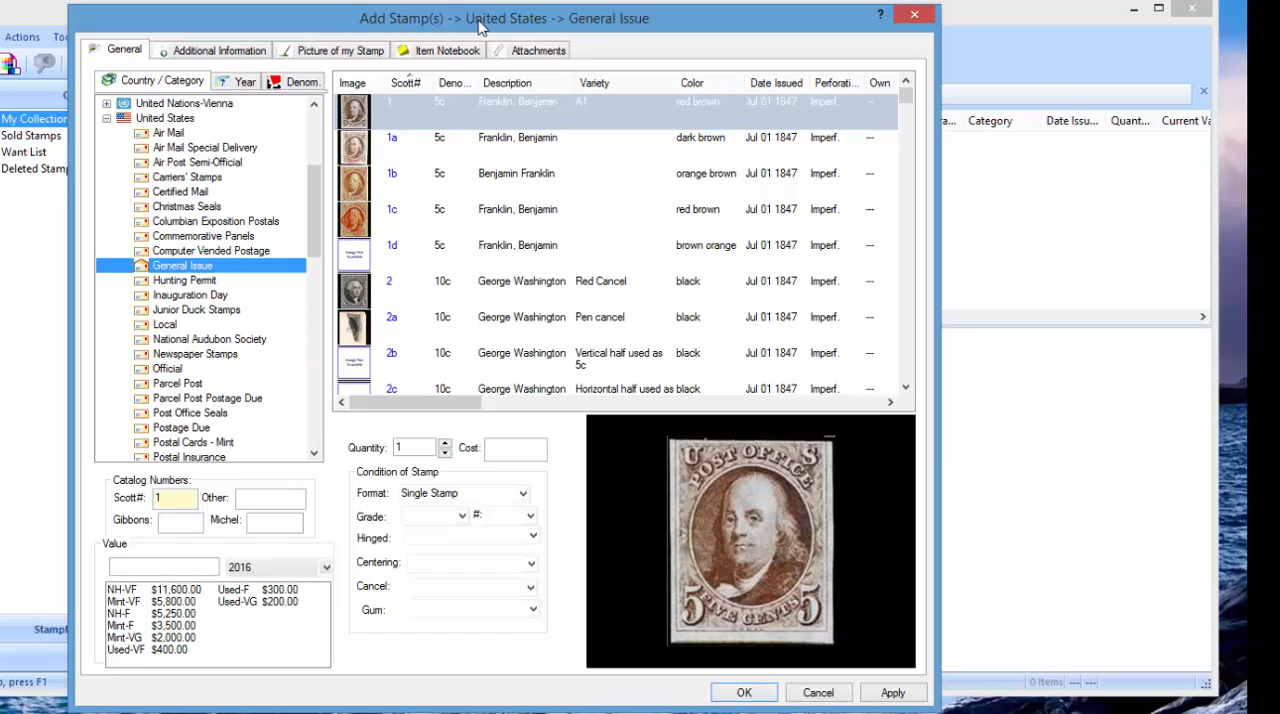 Add Stamp(s) -> United States -> General Issue
?
Actions
General
Additional Information
Picture of my Stamp
Item Notebook
Attachments
Country / Category
Year
Denom.
United Nations-Vienna
United States
Air Mail
Air Mail Special Delivery
Air Post Semi-Official
Carriers' Stamps
Certified Mail
Christmas Seals
Columbian Exposition Postals
Commemorative Panels
Computer Vended Postage
General Issue
Hunting Permit
Inauguration Day
Junior Duck Stamps
Local
National Audubon Society
Newspaper Stamps
Official
Parcel Post
Parcel Post Postage Due
Post Office Seals
Postage Due
Postal Cards - Mint
Postal Insurance
Image Scott# Deno... Description Variety Color Date Issued Perforati... Own
1 5c Franklin, Benjamin A1 red brown Jul 01 1847 Imperf. ---
1a 5c Franklin, Benjamin dark brown Jul 01 1847 Imperf. ---
1b 5c Benjamin Franklin orange brown Jul 01 1847 Imperf. ---
1c 5c Franklin, Benjamin red brown Jul 01 1847 Imperf. ---
1d 5c Franklin, Benjamin brown orange Jul 01 1847 Imperf. ---
2 10c George Washington Red Cancel black Jul 01 1847 Imperf. ---
2a 10c George Washington Pen cancel black Jul 01 1847 Imperf. ---
2b 10c George Washington Vertical half used as 5c black Jul 01 1847 Imperf. ---
2c 10c George Washington Horizontal half used as black Jul 01 1847 Imperf. ---
My Collection
Sold Stamps
Want List
Deleted Stamp
Category Date Issu... Quant... Current Va
Catalog Numbers:
Scott#: 1 Other:
Gibbons: Michel:
Value
2016
NH-VF $11,600.00 Used-F $300.00
Mint-VF $5,800.00 Used-VG $200.00
NH-F $5,250.00
Mint-F $3,500.00
Mint-VG $2,000.00
Used-VF $400.00
Quantity: 1 Cost:
Condition of Stamp
Format: Single Stamp
Grade: #:
Hinged:
Centering:
Cancel:
Gum:
U S
POST OFFICE
5 5
FIVE CENTS
OK Cancel Apply
p, press F1
0 Items